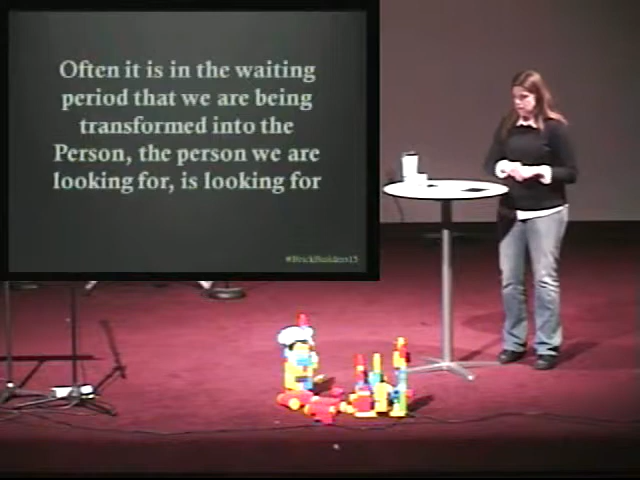 Often it is in the waiting
period that we are being
transformed into the
Person, the person we are
looking for, is looking for
#BrickBuilders15